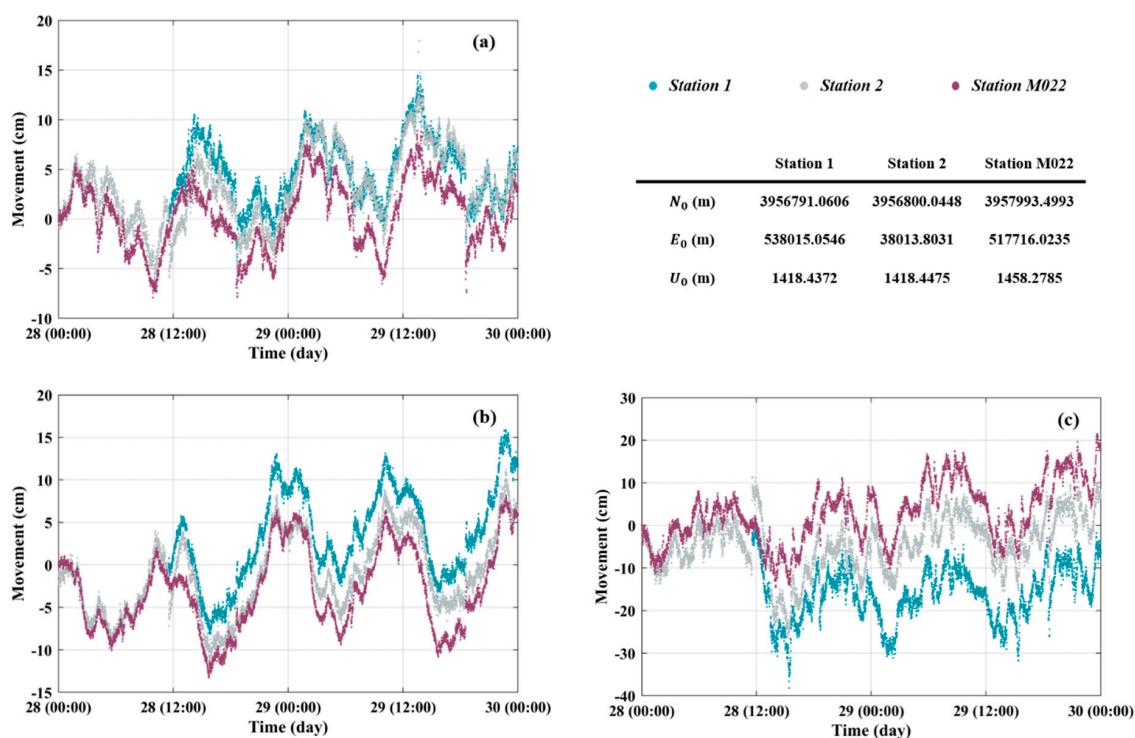 (a)
Movement (cm)
20
15
10
5
0
-5
-10
28 (00:00) 28 (12:00) 29 (00:00) 29 (12:00) 30 (00:00)
Time (day)
Station 1 Station 2 Station M022
Station 1 Station 2 Station M022
N0 (m) 3956791.0606 3956800.0448 3957993.4993
E0 (m) 538015.0546 38013.8031 517716.0235
U0 (m) 1418.4372 1418.4475 1458.2785
(b)
Movement (cm)
20
15
10
5
0
-5
-10
-15
28 (00:00) 28 (12:00) 29 (00:00) 29 (12:00) 30 (00:00)
Time (day)
(c)
Movement (cm)
30
20
10
0
-10
-20
-30
-40
28 (00:00) 28 (12:00) 29 (00:00) 29 (12:00) 30 (00:00)
Time (day)